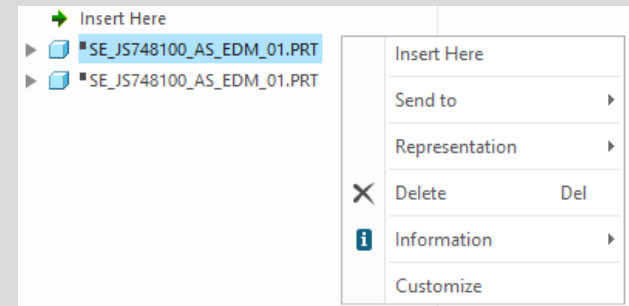 Insert Here
SE_JS748100_AS_EDM_01.PRT
SE_JS748100_AS_EDM_01.PRT
Insert Here
Send to
Representation
Delete Del
Information
Customize